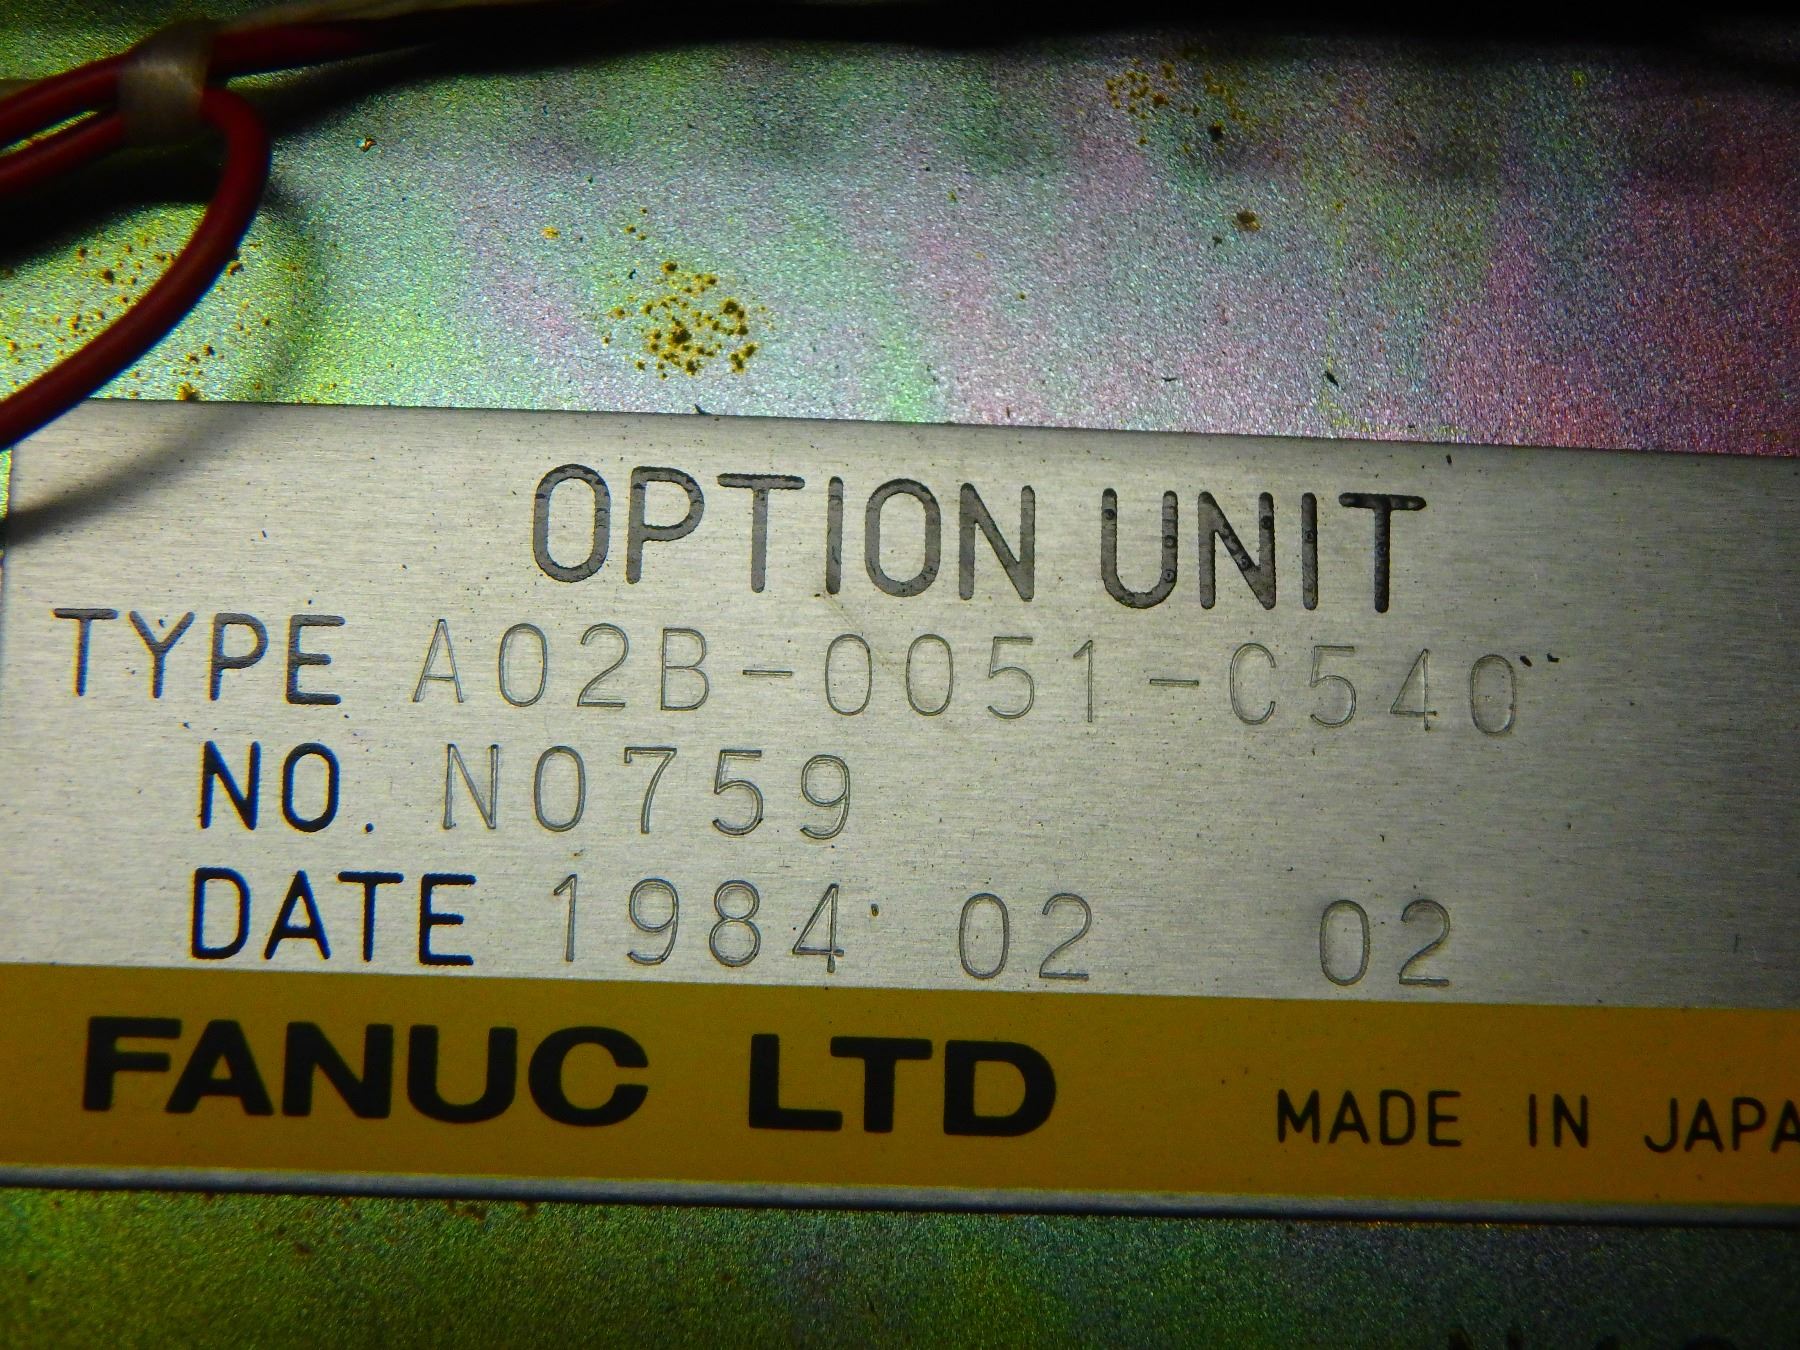 OPTION UNIT
TYPE A02B-0051-C540
NO. N0759
DATE 1984 02 02
FANUC LTD MADE IN JAPA